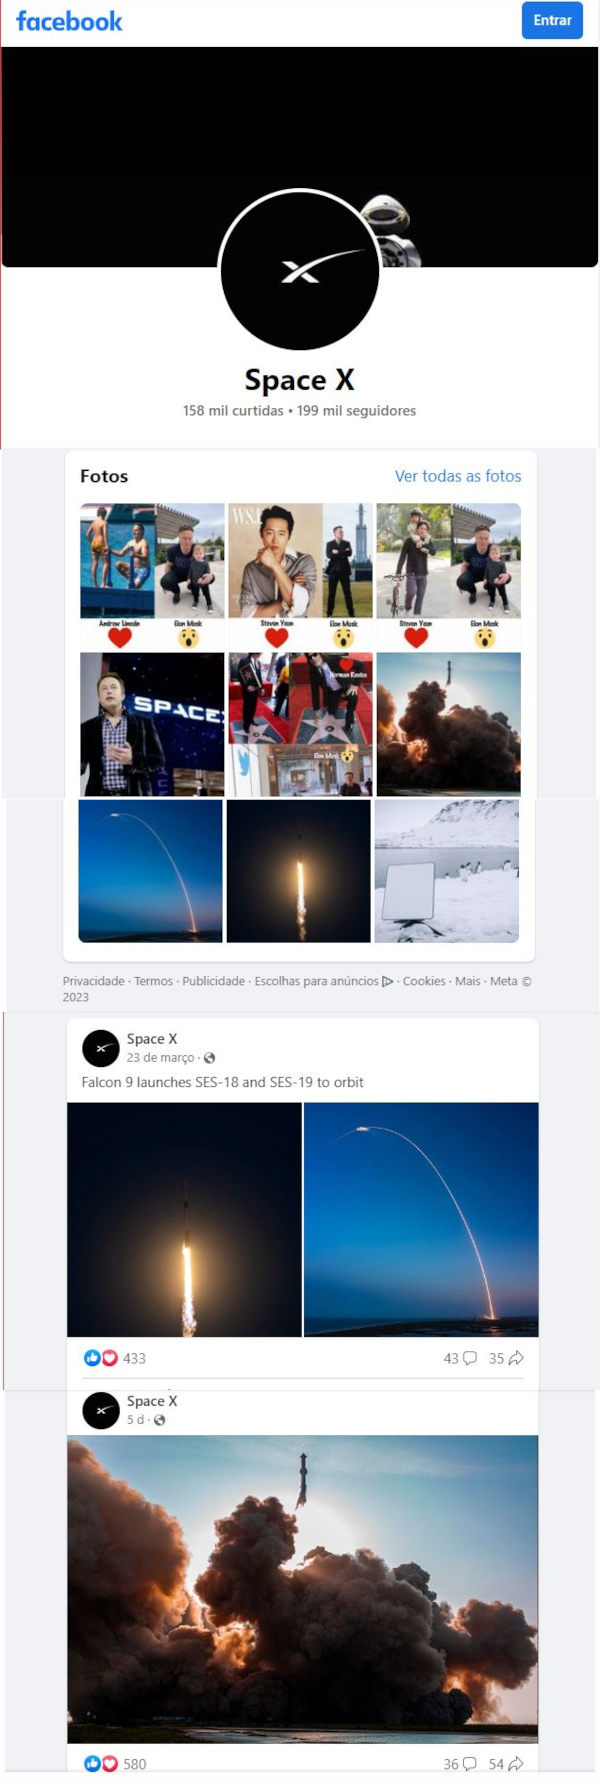 facebook
Entrar
Space X
158 mil curtidas • 199 mil seguidores
Fotos
Ver todas as fotos
WSJ
Andrew Lincoln
Elon Musk
Steven Yeun
Elon Musk
Steven Yeun
Elon Musk
SPACE
Norman Reedus
Elon Musk
Privacidade · Termos · Publicidade · Escolhas para anúncios · Cookies · Mais · Meta ©
2023
Space X
23 de março ·
Falcon 9 launches SES-18 and SES-19 to orbit
433
43
35
Space X
5 d ·
580
36
54